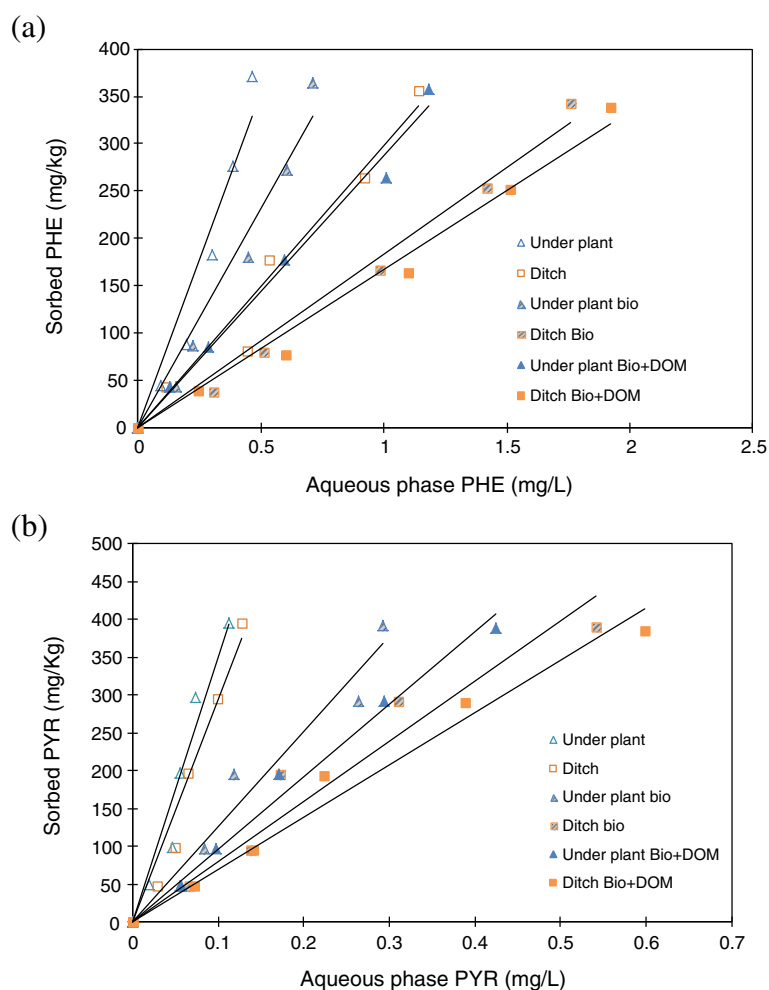 (a)
400
350
300
250
200
150
100
50
0
Sorbed PHE (mg/kg)
Under plant
Ditch
Under plant bio
Ditch Bio
Under plant Bio+DOM
Ditch Bio+DOM
0 0.5 1 1.5 2 2.5
Aqueous phase PHE (mg/L)
(b)
500
450
400
350
300
250
200
150
100
50
0
Sorbed PYR (mg/Kg)
Under plant
Ditch
Under plant bio
Ditch bio
Under plant Bio+DOM
Ditch Bio+DOM
0 0.1 0.2 0.3 0.4 0.5 0.6 0.7
Aqueous phase PYR (mg/L)